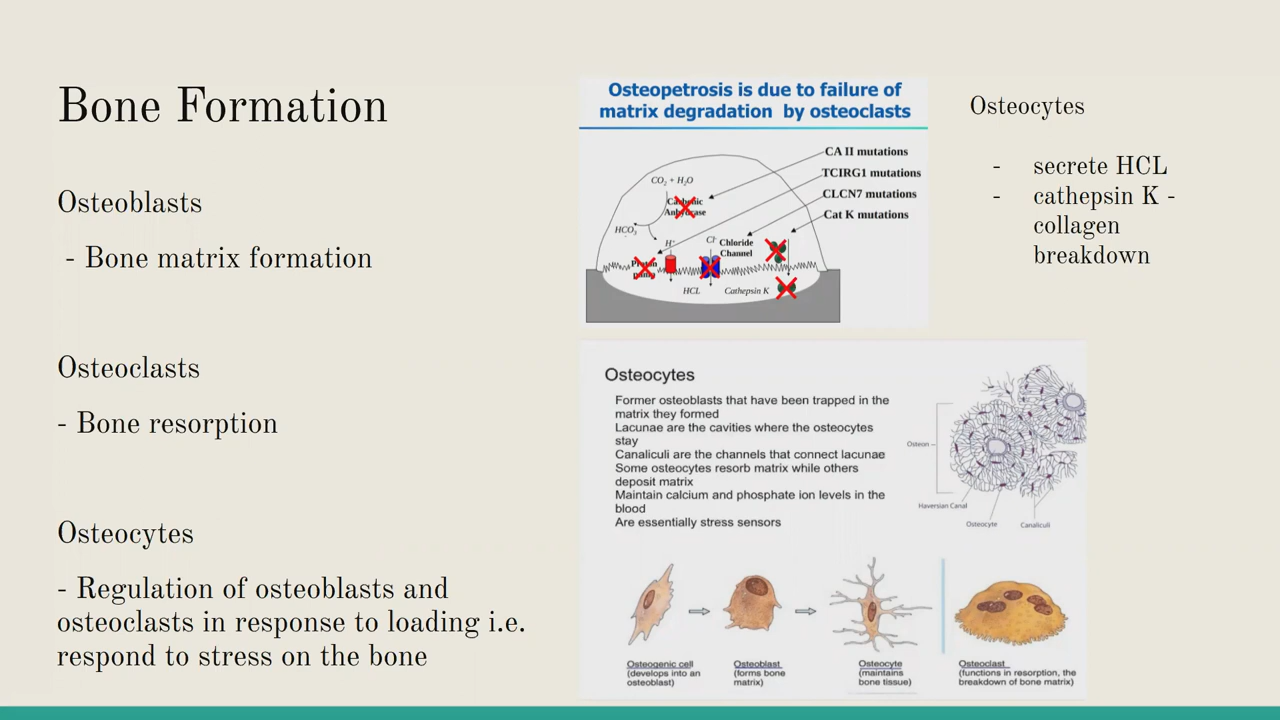 Bone Formation
Osteoblasts
- Bone matrix formation
Osteoclasts
- Bone resorption
Osteocytes
- Regulation of osteoblasts and
osteoclasts in response to loading i.e.
respond to stress on the bone
Osteopetrosis is due to failure of
matrix degradation by osteoclasts
CA II mutations
TCIRG1 mutations
CLCN7 mutations
Cat K mutations
CO2 + H2O
Carbonic
Anhydrase
HCO3
H+
Cl-
Chloride
Channel
Proton
pump
HCL
Cathepsin K
Osteocytes
- secrete HCL
- cathepsin K -
collagen
breakdown
Osteocytes
Former osteoblasts that have been trapped in the
matrix they formed
Lacunae are the cavities where the osteocytes
stay
Canaliculi are the channels that connect lacunae
Some osteocytes resorb matrix while others
deposit matrix
Maintain calcium and phosphate ion levels in the
blood
Are essentially stress sensors
Osteon
Haversian Canal
Osteocyte
Canaliculi
Osteogenic cell
(develops into an
osteoblast)
Osteoblast
(forms bone
matrix)
Osteocyte
(maintains
bone tissue)
Osteoclast
(functions in resorption, the
breakdown of bone matrix)